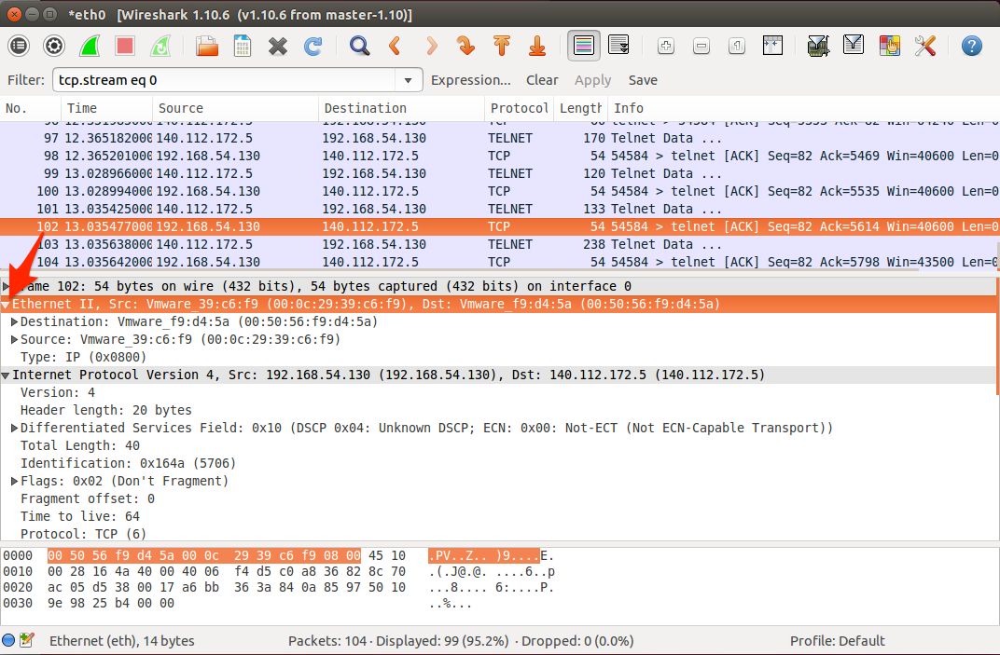 *eth0 [Wireshark 1.10.6 (v1.10.6 from master-1.10)]
Filter: tcp.stream eq 0 Expression... Clear Apply Save
No. Time Source Destination Protocol Length Info
97 12.365182000 140.112.172.5 192.168.54.130 TELNET 170 Telnet Data ...
98 12.365201000 192.168.54.130 140.112.172.5 TCP 54 54584 > telnet [ACK] Seq=82 Ack=5469 Win=40600 Len=0
99 13.028966000 140.112.172.5 192.168.54.130 TELNET 120 Telnet Data ...
100 13.028994000 192.168.54.130 140.112.172.5 TCP 54 54584 > telnet [ACK] Seq=82 Ack=5535 Win=40600 Len=0
101 13.035425000 140.112.172.5 192.168.54.130 TELNET 133 Telnet Data ...
102 13.035477000 192.168.54.130 140.112.172.5 TCP 54 54584 > telnet [ACK] Seq=82 Ack=5614 Win=40600 Len=0
103 13.035638000 140.112.172.5 192.168.54.130 TELNET 238 Telnet Data ...
104 13.035642000 192.168.54.130 140.112.172.5 TCP 54 54584 > telnet [ACK] Seq=82 Ack=5798 Win=43500 Len=0
ame 102: 54 bytes on wire (432 bits), 54 bytes captured (432 bits) on interface 0
Ethernet II, Src: Vmware_39:c6:f9 (00:0c:29:39:c6:f9), Dst: Vmware_f9:d4:5a (00:50:56:f9:d4:5a)
Destination: Vmware_f9:d4:5a (00:50:56:f9:d4:5a)
Source: Vmware_39:c6:f9 (00:0c:29:39:c6:f9)
Type: IP (0x0800)
Internet Protocol Version 4, Src: 192.168.54.130 (192.168.54.130), Dst: 140.112.172.5 (140.112.172.5)
Version: 4
Header length: 20 bytes
Differentiated Services Field: 0x10 (DSCP 0x04: Unknown DSCP; ECN: 0x00: Not-ECT (Not ECN-Capable Transport))
Total Length: 40
Identification: 0x164a (5706)
Flags: 0x02 (Don't Fragment)
Fragment offset: 0
Time to live: 64
Protocol: TCP (6)
0000 00 50 56 f9 d4 5a 00 0c 29 39 c6 f9 08 00 45 10 .PV..Z.. )9....E.
0010 00 28 16 4a 40 00 40 06 f4 d5 c0 a8 36 82 8c 70 .(.J@.@. ....6..p
0020 ac 05 d5 38 00 17 a6 bb 36 3a 84 0a 85 97 50 10 ...8.... 6:....P.
0030 9e 98 25 b4 00 00 ..%...
Ethernet (eth), 14 bytes Packets: 104 · Displayed: 99 (95.2%) · Dropped: 0 (0.0%) Profile: Default